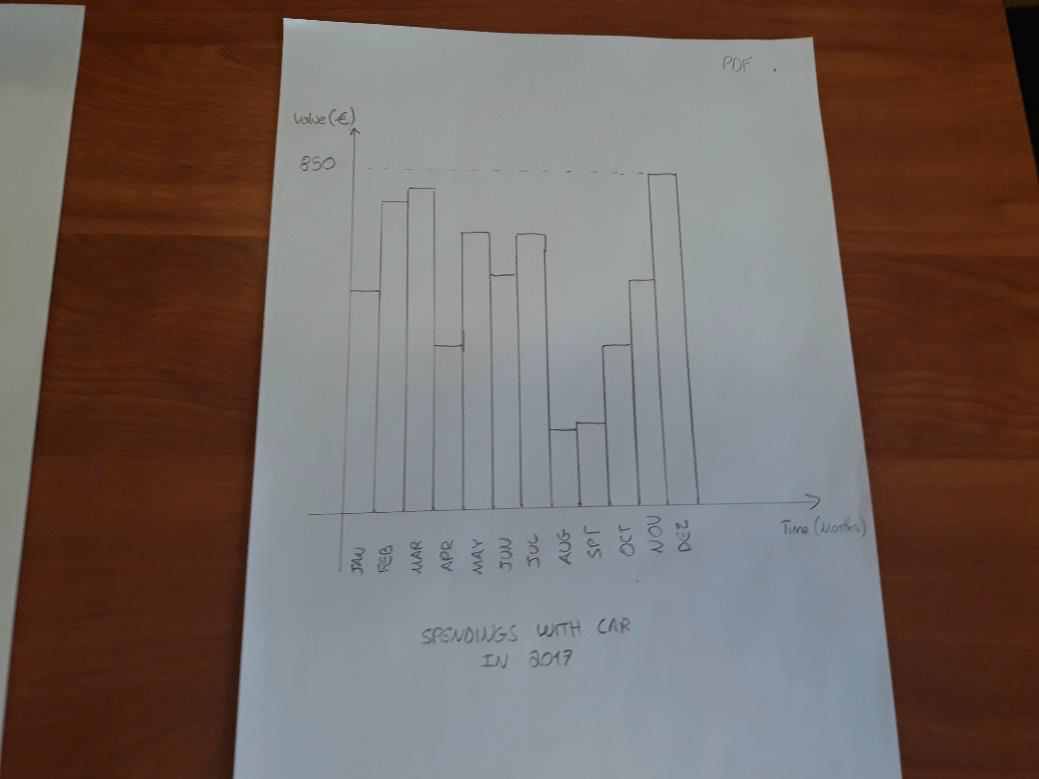 PDF .
Value (€)
850
JAN FEB MAR APR MAY JUN JUL AUG SPT OCT NOV DEZ
Time (Months)
SPENDINGS WITH CAR
IN 2017